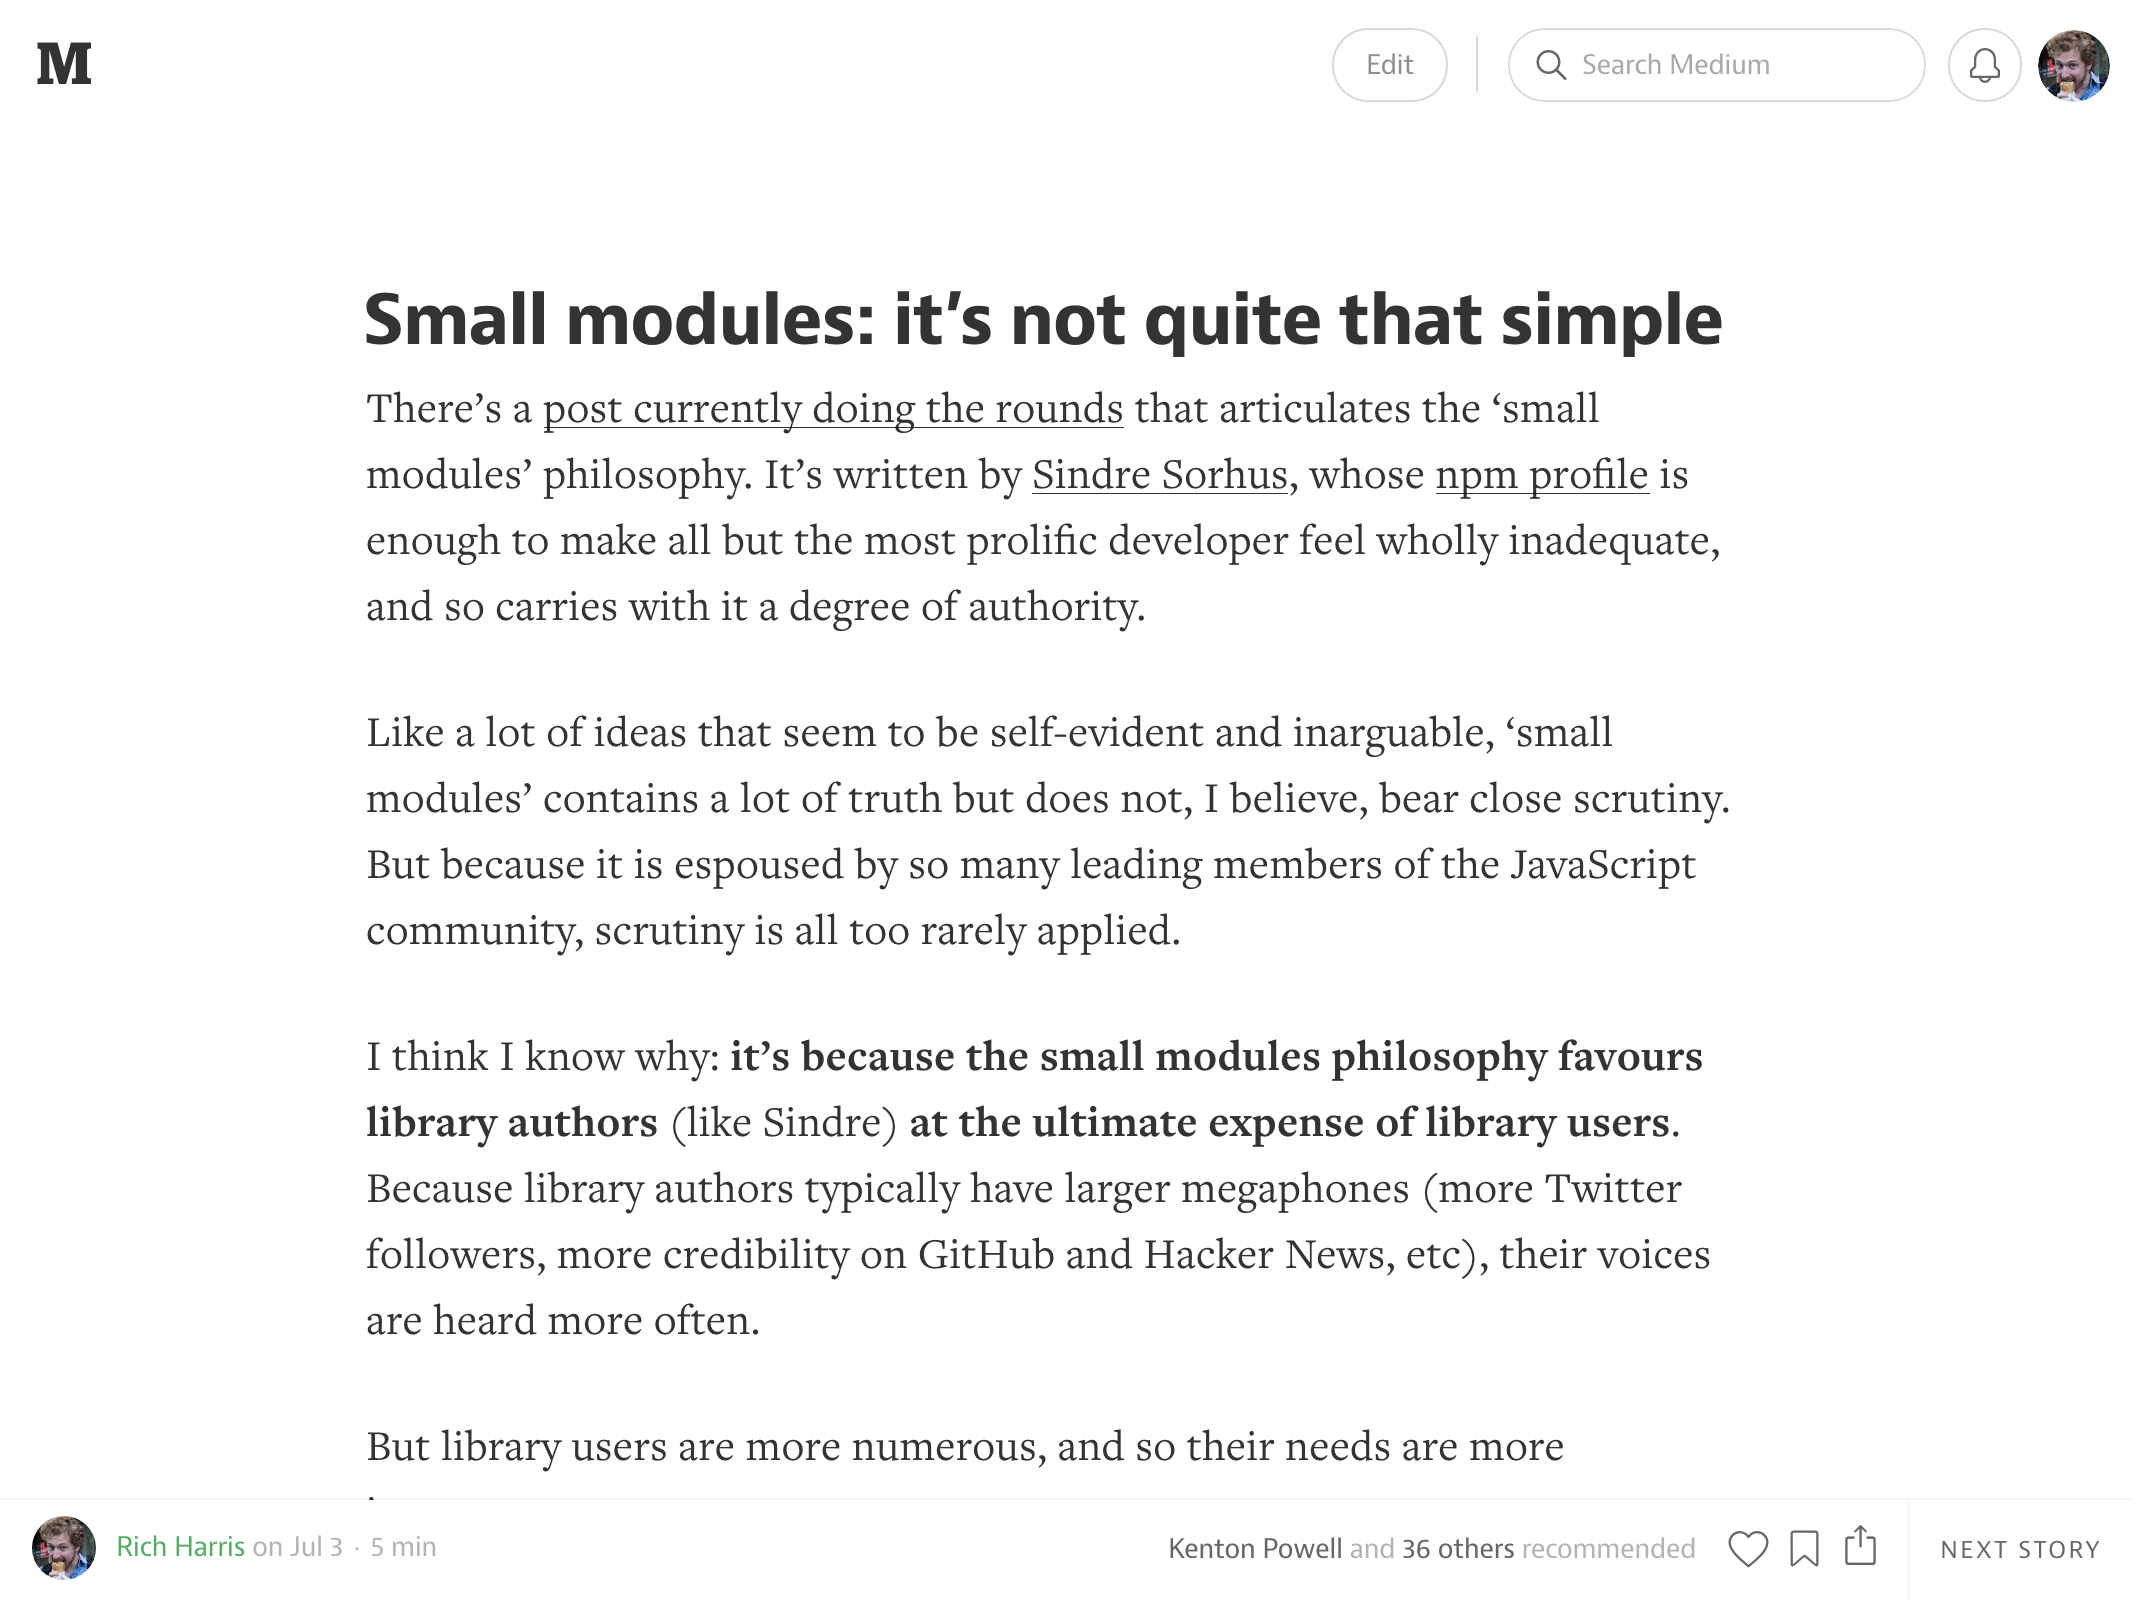 M
Edit
Search Medium
Small modules: it’s not quite that simple
There’s a post currently doing the rounds that articulates the ‘small
modules’ philosophy. It’s written by Sindre Sorhus, whose npm profile is
enough to make all but the most prolific developer feel wholly inadequate,
and so carries with it a degree of authority.
Like a lot of ideas that seem to be self-evident and inarguable, ‘small
modules’ contains a lot of truth but does not, I believe, bear close scrutiny.
But because it is espoused by so many leading members of the JavaScript
community, scrutiny is all too rarely applied.
I think I know why: it’s because the small modules philosophy favours
library authors (like Sindre) at the ultimate expense of library users.
Because library authors typically have larger megaphones (more Twitter
followers, more credibility on GitHub and Hacker News, etc), their voices
are heard more often.
But library users are more numerous, and so their needs are more
Rich Harris on Jul 3 · 5 min
Kenton Powell and 36 others recommended
NEXT STORY